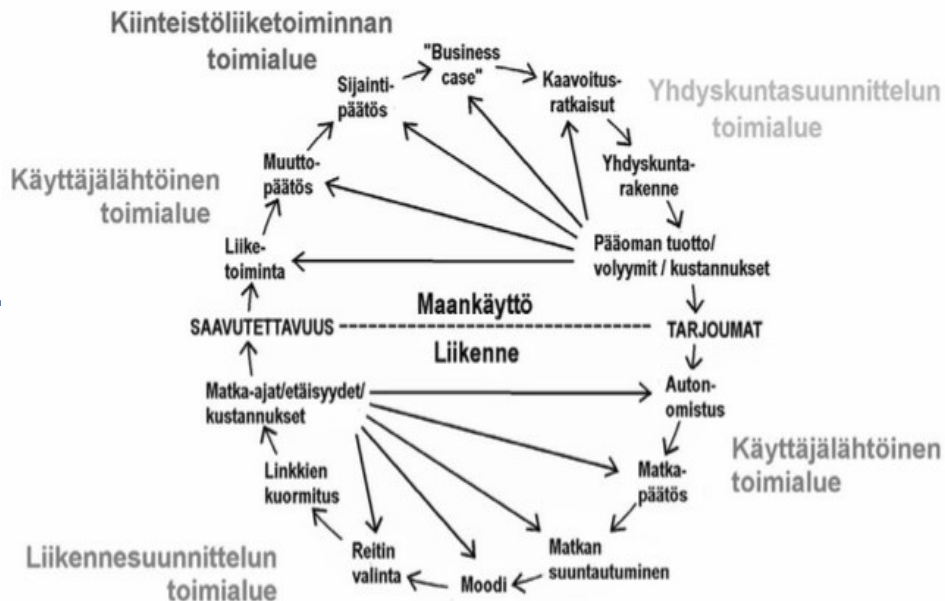 Kiinteistöliiketoiminnan
toimialue
"Business
case"
Sijainti-
päätös
Kaavoitus-
ratkaisut
Yhdyskuntasuunnittelun
toimialue
Muutto-
päätös
Yhdyskunta-
rakenne
Käyttäjälähtöinen
toimialue
Liike-
toiminta
Pääoman tuotto/
volyymit / kustannukset
Maankäyttö
SAAVUTETTAVUUS
TARJOUMAT
Liikenne
Matka-ajat/etäisyydet/
kustannukset
Auton-
omistus
Käyttäjälähtöinen
toimialue
Linkkien
kuormitus
Matka-
päätös
Liikennesuunnittelun
toimialue
Reitin
valinta
Moodi
Matkan
suuntautuminen